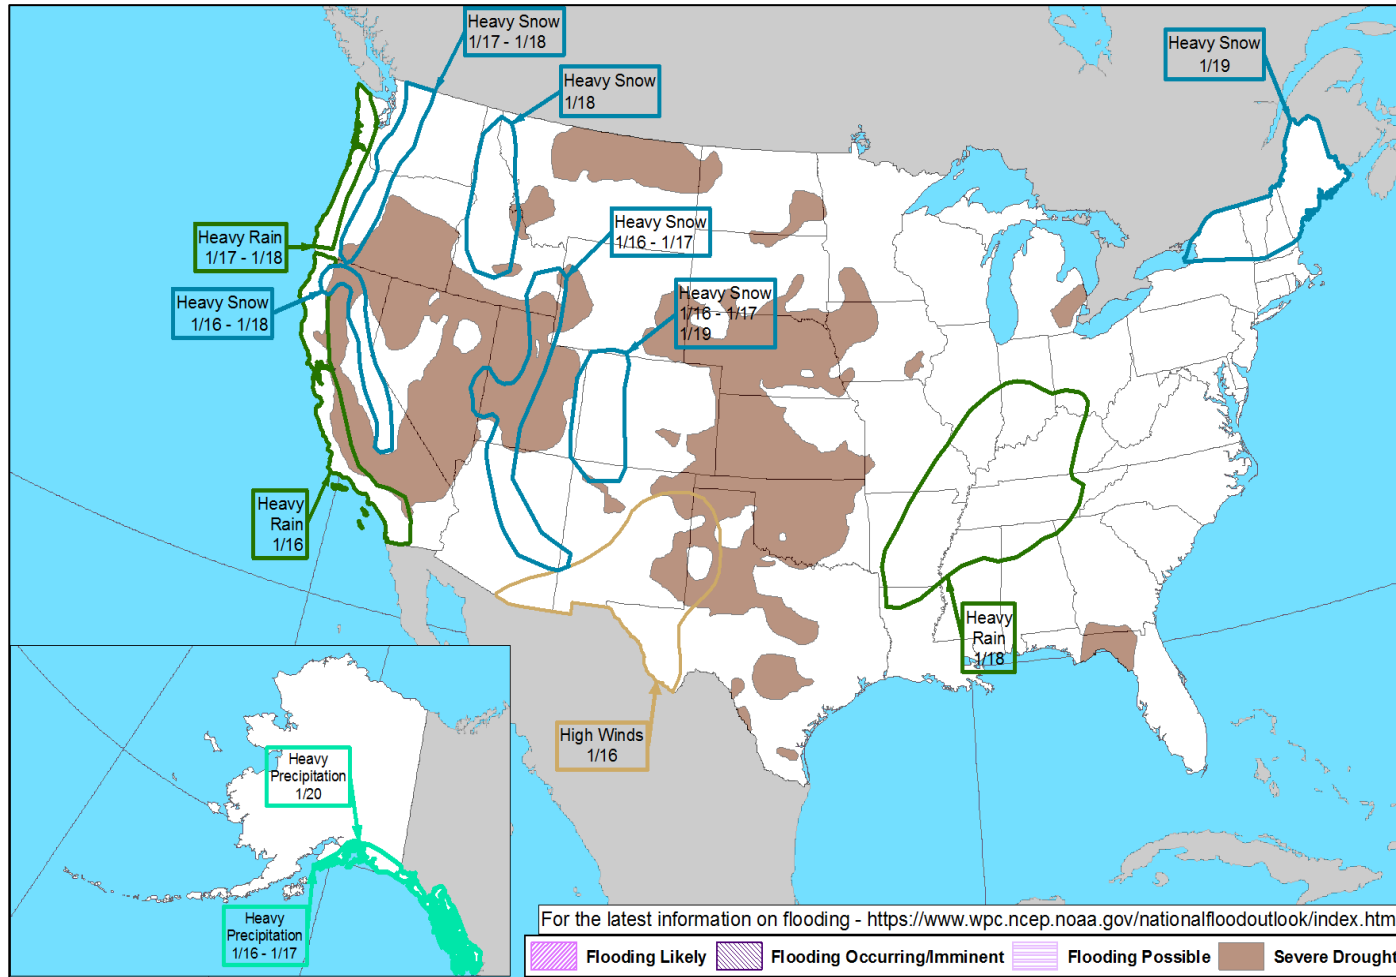 Heavy Snow
1/17 - 1/18
Heavy Snow
1/18
Heavy Snow
1/19
Heavy Snow
1/16 - 1/17
Heavy Rain
1/17 - 1/18
Heavy Snow
1/16 - 1/18
Heavy Snow
1/16 - 1/17
1/19
Heavy
Rain
1/16
Heavy
Rain
1/18
High Winds
1/16
Heavy
Precipitation
1/20
Heavy
Precipitation
1/16 - 1/17
For the latest information on flooding - https://www.wpc.ncep.noaa.gov/nationalfloodoutlook/index.htm
Flooding Likely
Flooding Occurring/Imminent
Flooding Possible
Severe Drough